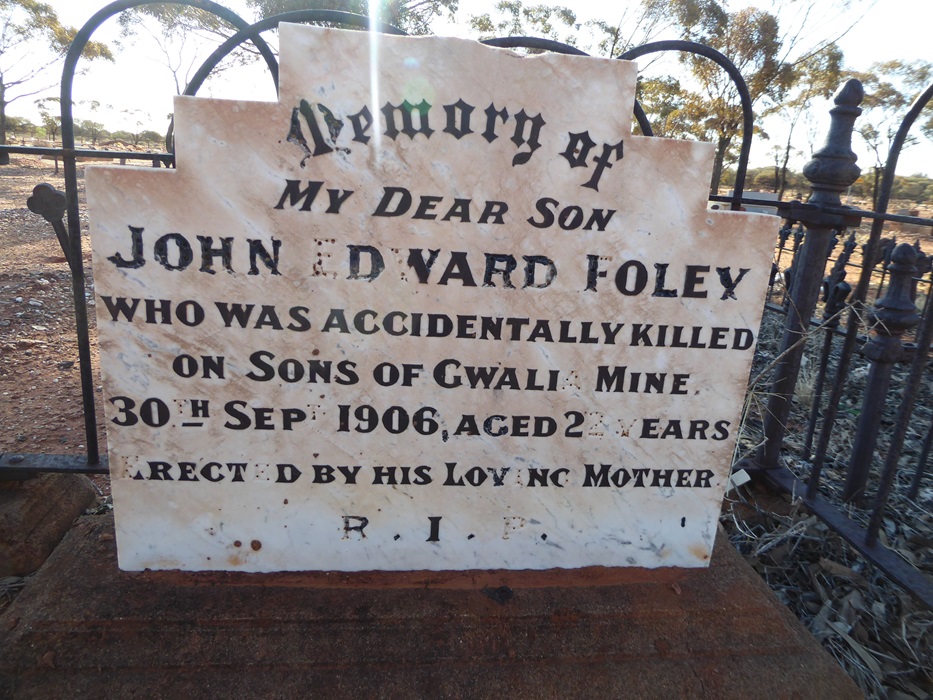 Memory of
MY DEAR SON
JOHN EDWARD FOLEY
WHO WAS ACCIDENTALLY KILLED
ON SONS OF GWALIA MINE
30TH SEPT 1906, AGED YEARS
ERECTED BY HIS LOVING MOTHER
R. I. P.